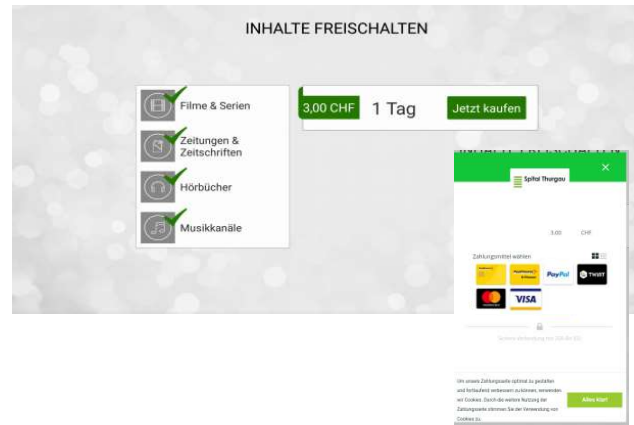 INHALTE FREISCHALTEN
Filme & Serien
Zeitungen &
Zeitschriften
Hörbücher
Musikkanäle
3,00 CHF
1 Tag
Jetzt kaufen
Spital Thurgau
3,00 CHF
Zahlungsmittel wählen
PayPal
TWINT
VISA
Um unsere Zahlungsseite optimal zu gestalten
und fortlaufend verbessern zu können, verwenden
wir Cookies. Durch die weitere Nutzung der
Zahlungsseite stimmen Sie der Verwendung von
Cookies zu.
Alles klar!